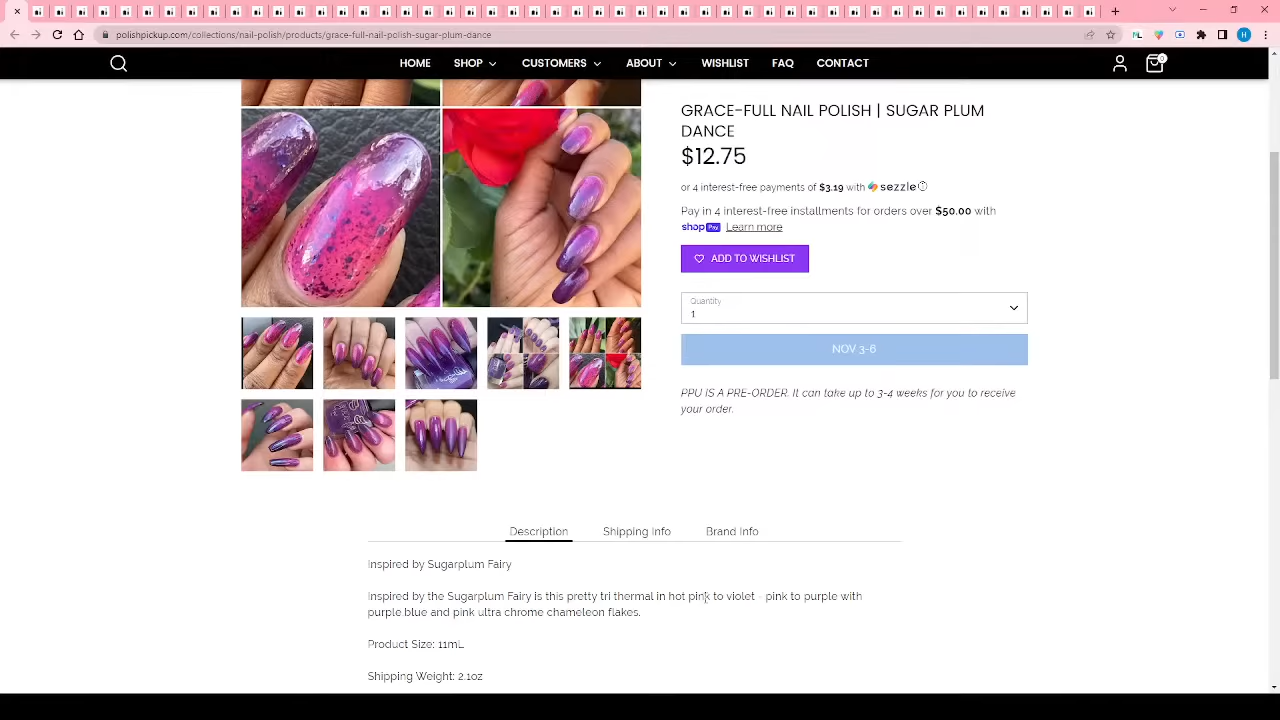 polishpickup.com/collections/nail-polish/products/grace-full-nail-polish-sugar-plum-dance
H
HOME SHOP CUSTOMERS ABOUT WISHLIST FAQ CONTACT
0
GRACE-FULL NAIL POLISH | SUGAR PLUM
DANCE
$12.75
or 4 interest-free payments of $3.19 with sezzle
Pay in 4 interest-free installments for orders over $50.00 with
shop Pay Learn more
ADD TO WISHLIST
Quantity
1
NOV 3-6
PPU IS A PRE-ORDER. It can take up to 3-4 weeks for you to receive
your order.
Description Shipping Info Brand Info
Inspired by Sugarplum Fairy
Inspired by the Sugarplum Fairy is this pretty tri thermal in hot pink to violet - pink to purple with
purple,blue and pink ultra chrome chameleon flakes.
Product Size: 11mL
Shipping Weight: 2.1oz